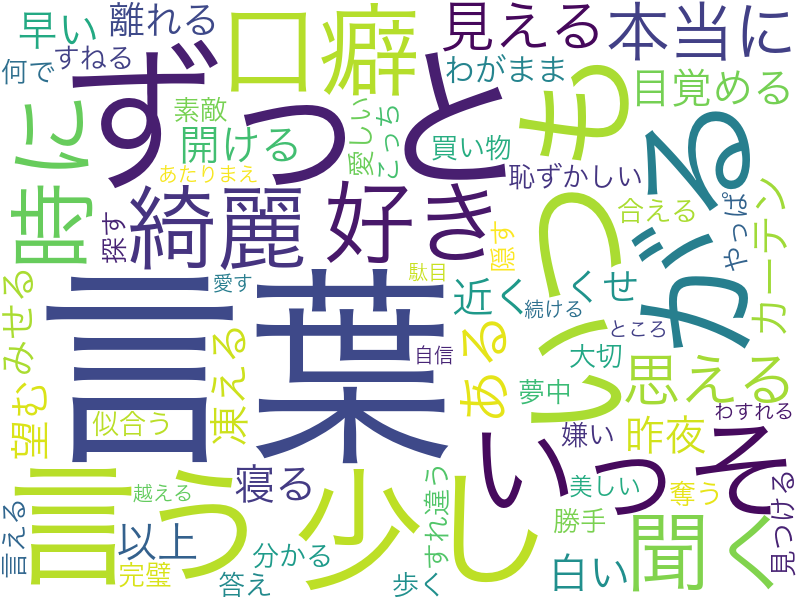 早い
離れる
口癖
見える
本当に
何で
すねる
ずっと
わがまま
いつも
目覚める
がる
素敵
愛しい
こっち
時に
開ける
買い物
あたりまえ
恥ずかしい
綺麗
好き
合える
やっぱ
カーテン
探す
隠す
言葉
駄目
愛す
みせる
近く
くせ
続ける
ところ
ある
凍える
自信
大切
思える
望む
似合う
夢中
わすれる
いっそ
嫌い
昨夜
言う
少し
寝る
すれ違う
美しい
奪う
見つける
越える
言える
以上
勝手
聞く
分かる
完璧
答え
歩く
白い